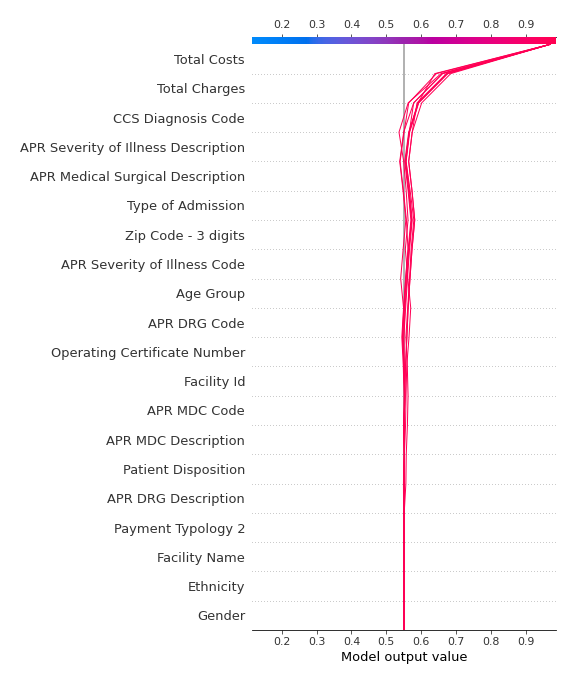 0.2 0.3 0.4 0.5 0.6 0.7 0.8 0.9
Total Costs
Total Charges
CCS Diagnosis Code
APR Severity of Illness Description
APR Medical Surgical Description
Type of Admission
Zip Code - 3 digits
APR Severity of Illness Code
Age Group
APR DRG Code
Operating Certificate Number
Facility Id
APR MDC Code
APR MDC Description
Patient Disposition
APR DRG Description
Payment Typology 2
Facility Name
Ethnicity
Gender
0.2 0.3 0.4 0.5 0.6 0.7 0.8 0.9
Model output value